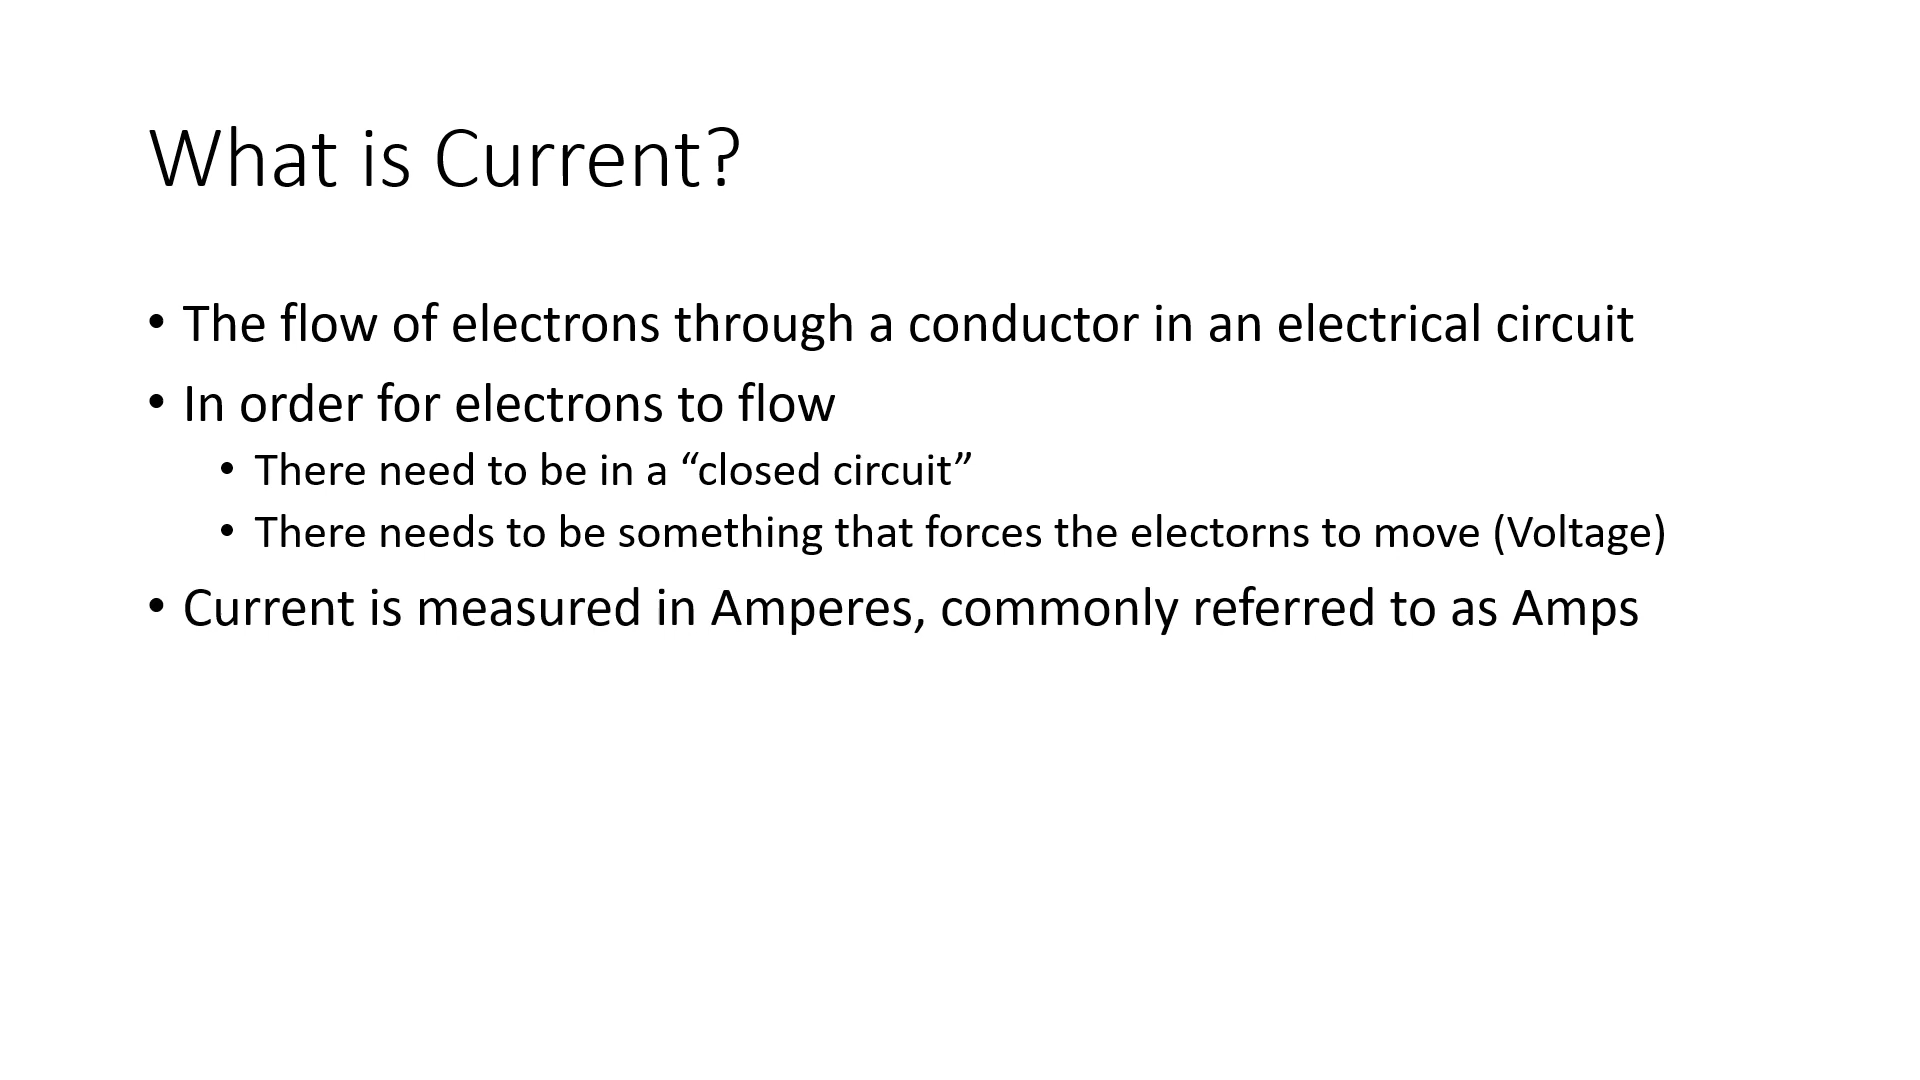 What is Current?
• The flow of electrons through a conductor in an electrical circuit
• In order for electrons to flow
• There need to be in a “closed circuit”
• There needs to be something that forces the electorns to move (Voltage)
• Current is measured in Amperes, commonly referred to as Amps